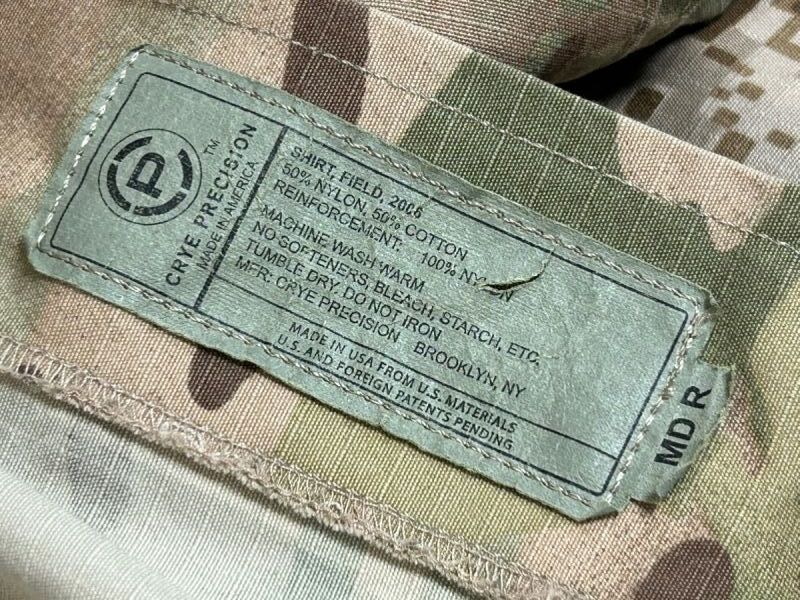 P
TM
CRYE PRECISION
MADE IN AMERICA
SHIRT, FIELD, 2006
50% NYLON, 50% COTTON
REINFORCEMENT: 100% NYLON
MACHINE WASH WARM
NO SOFTENERS, BLEACH, STARCH, ETC.
TUMBLE DRY, DO NOT IRON
MFR: CRYE PRECISION BROOKLYN, NY
MADE IN USA FROM U.S. MATERIALS
U.S. AND FOREIGN PATENTS PENDING
MD R